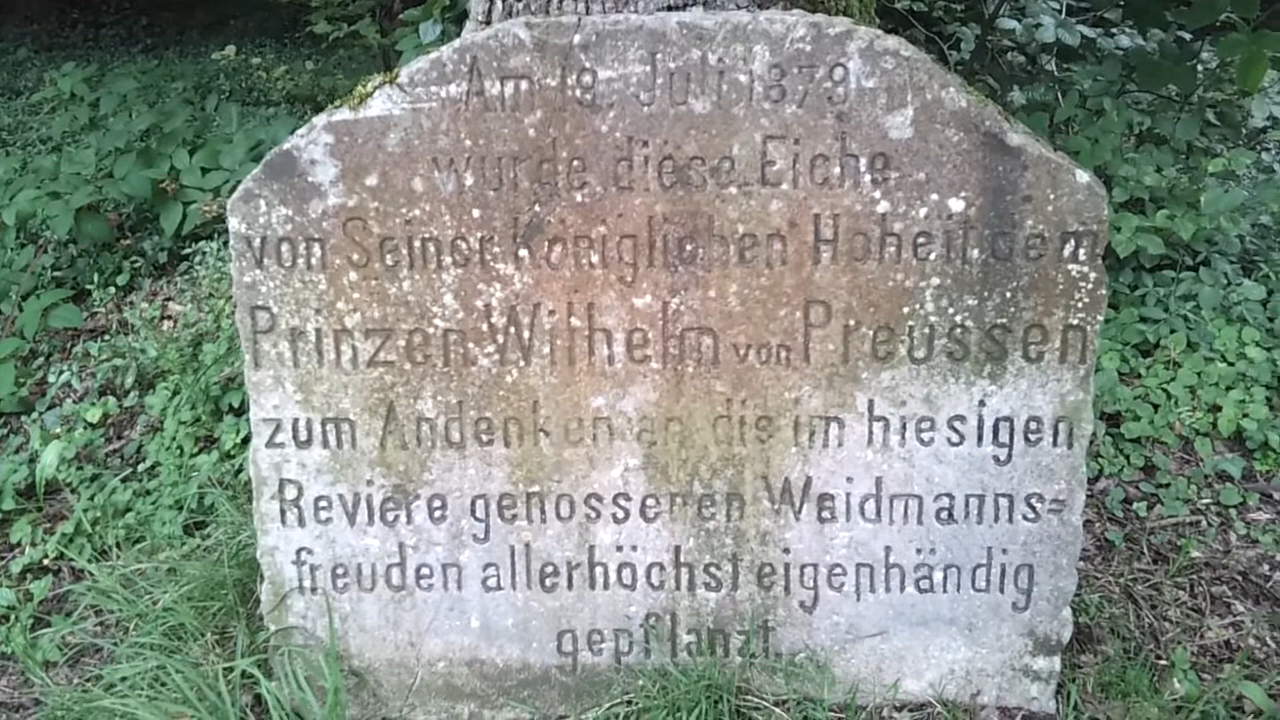 Am 19. Juli 1879
wurde diese Eiche
von Seiner Königlichen Hoheit dem
Prinzen Wilhelm von Preussen
zum Andenken an die im hiesigen
Reviere genossenen Waidmanns=
freuden allerhöchst eigenhändig
gepflanzt.